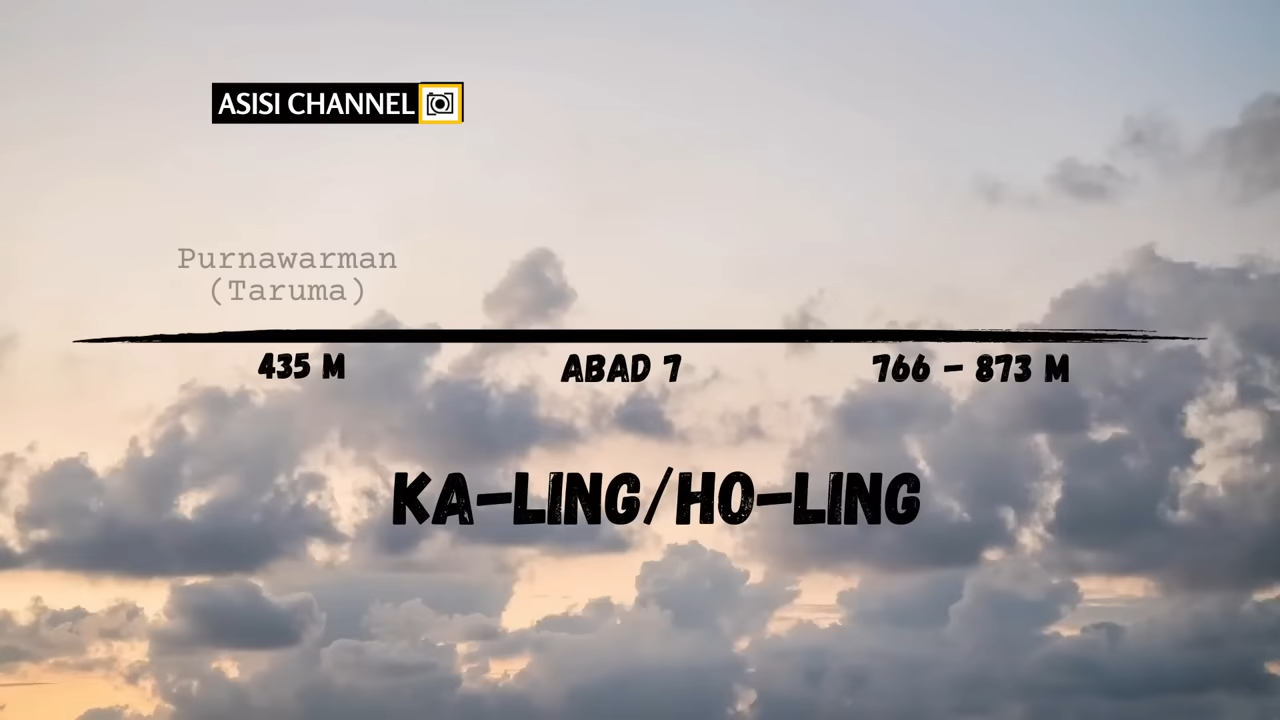 ASISI CHANNEL
Purnawarman
(Taruma)
435 M
ABAD 7
766 – 873 M
KA-LING/HO-LING